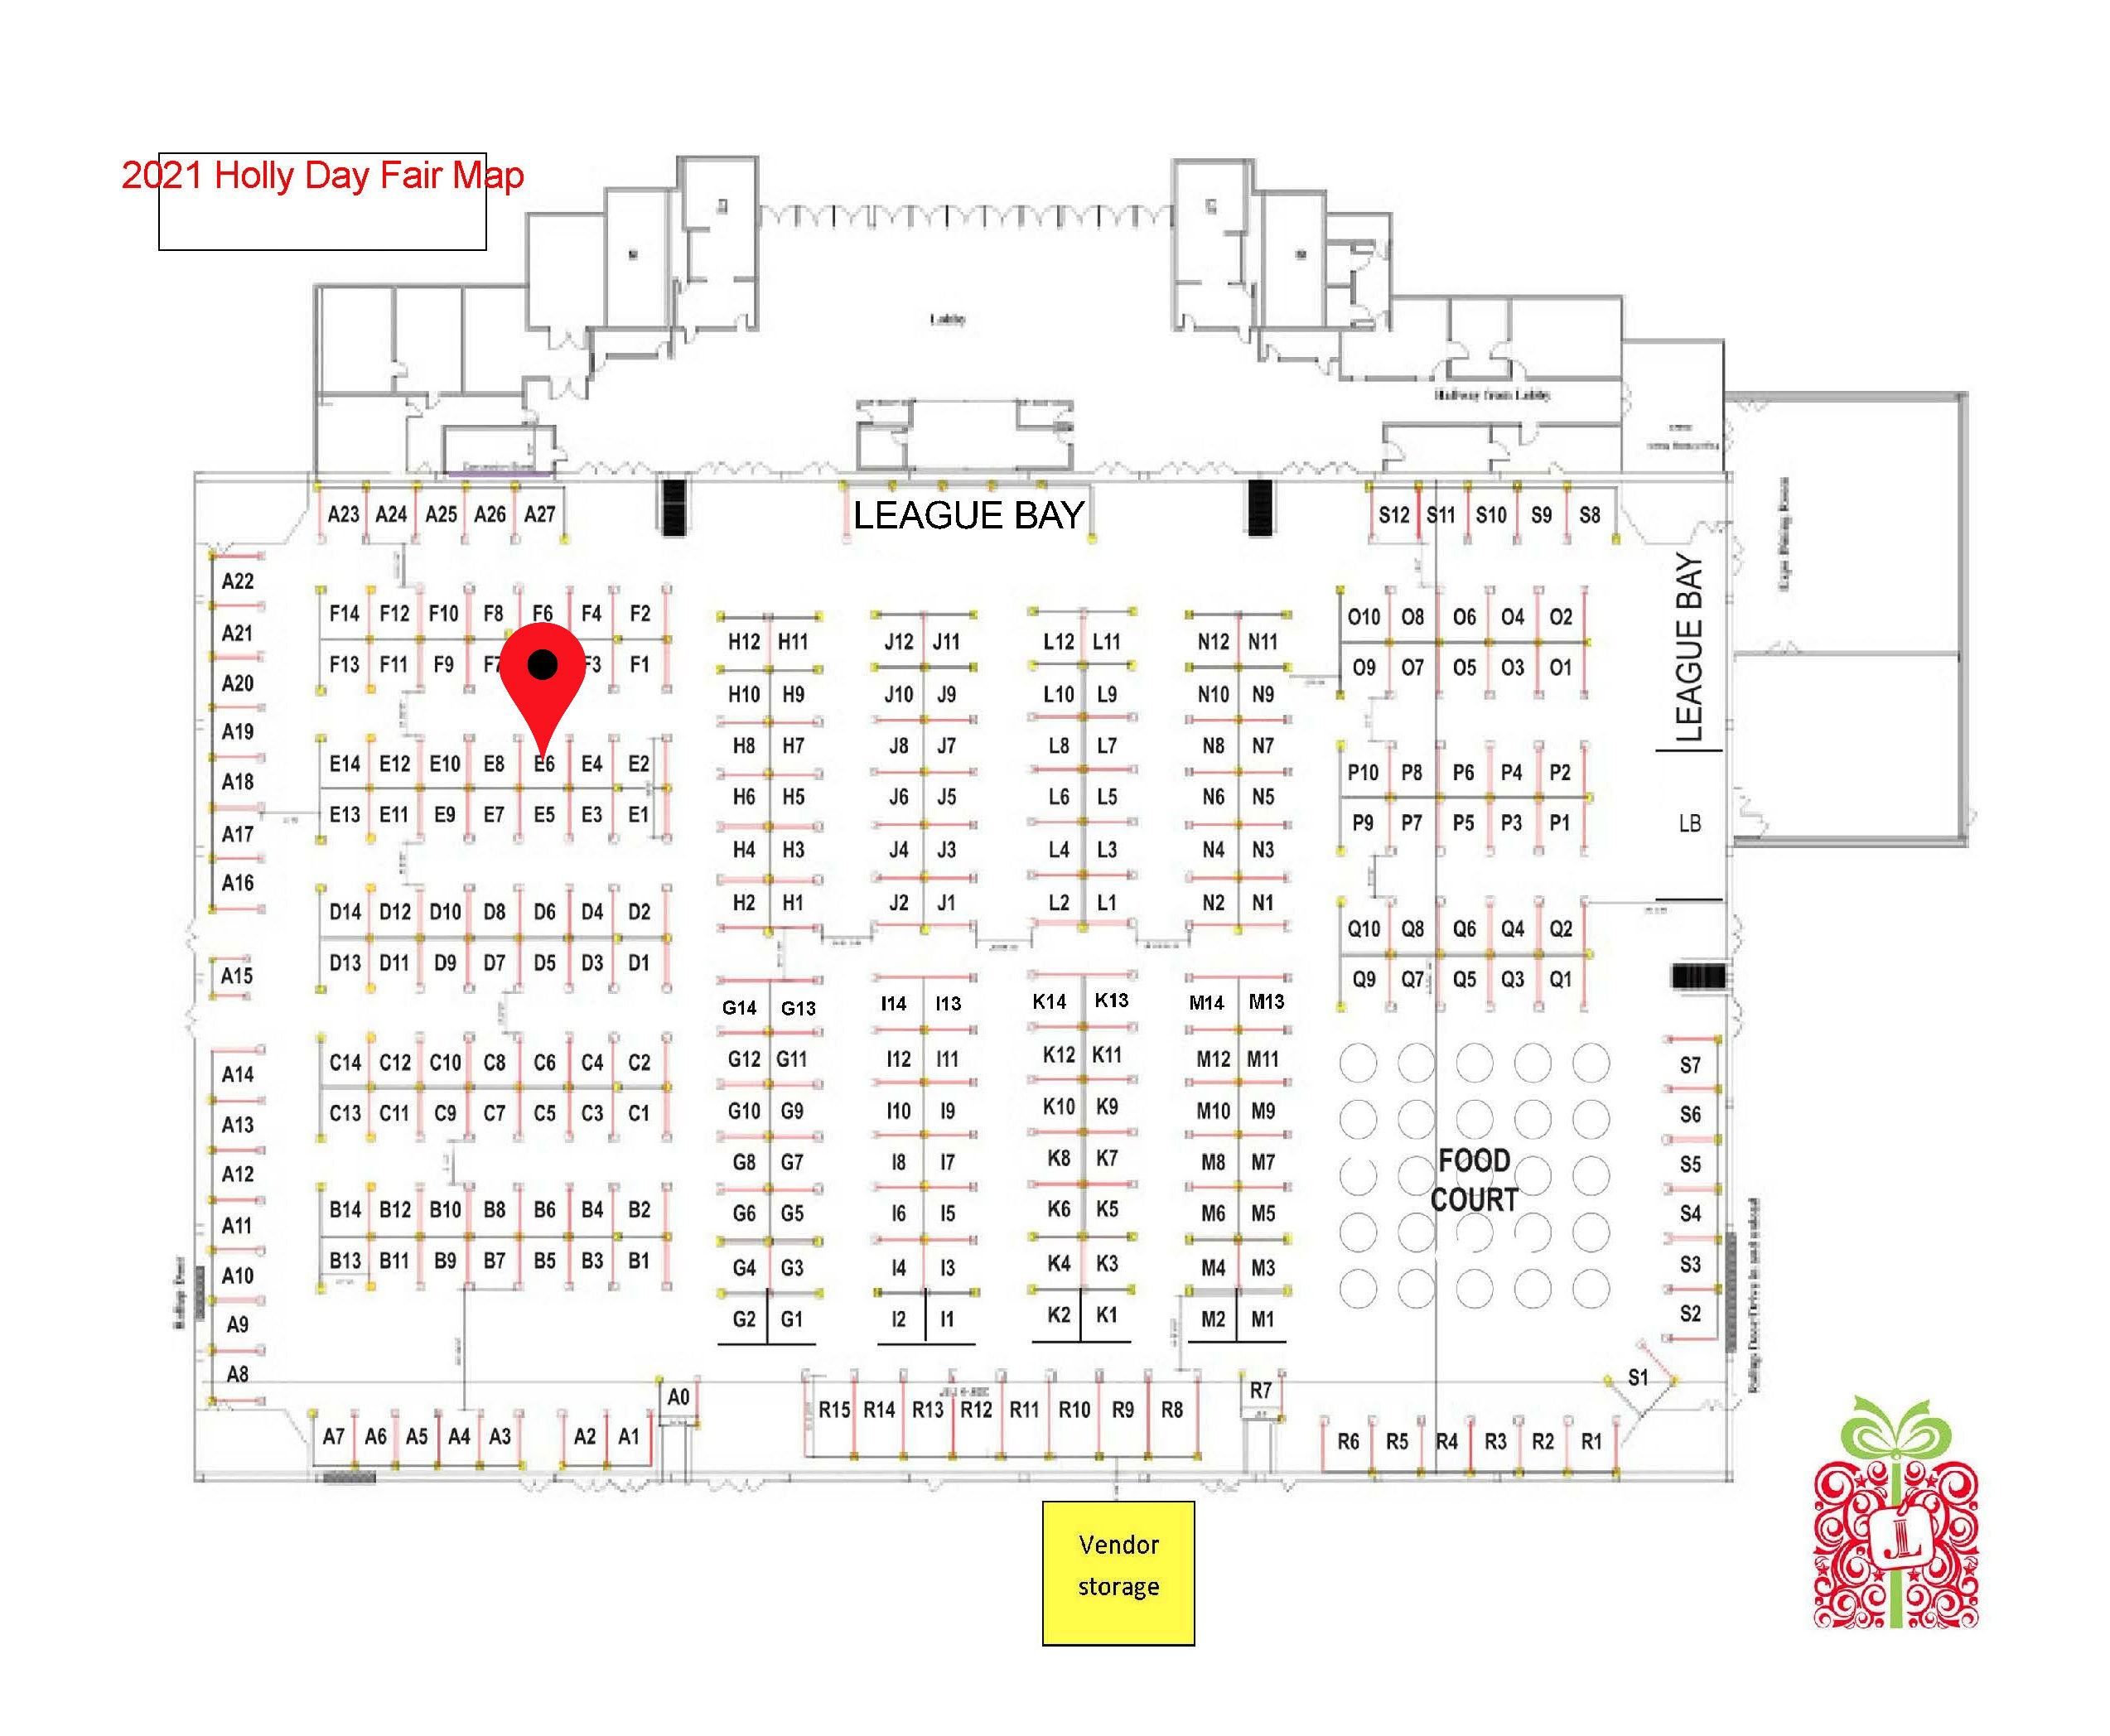 2021 Holly Day Fair Map
Lobby
Hallway from Lobby
LEAGUE BAY
A23 A24 A25 A26 A27
S12 S11 S10 S9 S8
LEAGUE BAY
LB
A22
A21
A20
A19
A18
A17
A16
A15
A14
A13
A12
A11
A10
A9
A8
F14 F12 F10 F8 F6 F4 F2
F13 F11 F9 F7 F3 F1
E14 E12 E10 E8 E6 E4 E2
E13 E11 E9 E7 E5 E3 E1
D14 D12 D10 D8 D6 D4 D2
D13 D11 D9 D7 D5 D3 D1
C14 C12 C10 C8 C6 C4 C2
C13 C11 C9 C7 C5 C3 C1
B14 B12 B10 B8 B6 B4 B2
B13 B11 B9 B7 B5 B3 B1
H12 H11
H10 H9
H8 H7
H6 H5
H4 H3
H2 H1
G14 G13
G12 G11
G10 G9
G8 G7
G6 G5
G4 G3
G2 G1
J12 J11
J10 J9
J8 J7
J6 J5
J4 J3
J2 J1
I14 I13
I12 I11
I10 I9
I8 I7
I6 I5
I4 I3
I2 I1
L12 L11
L10 L9
L8 L7
L6 L5
L4 L3
L2 L1
K14 K13
K12 K11
K10 K9
K8 K7
K6 K5
K4 K3
K2 K1
N12 N11
N10 N9
N8 N7
N6 N5
N4 N3
N2 N1
M14 M13
M12 M11
M10 M9
M8 M7
M6 M5
M4 M3
M2 M1
O10 O8 O6 O4 O2
O9 O7 O5 O3 O1
P10 P8 P6 P4 P2
P9 P7 P5 P3 P1
Q10 Q8 Q6 Q4 Q2
Q9 Q7 Q5 Q3 Q1
FOOD
COURT
S7
S6
S5
S4
S3
S2
S1
A7 A6 A5 A4 A3 A2 A1
A0
R15 R14 R13 R12 R11 R10 R9 R8
R7
R6 R5 R4 R3 R2 R1
Vendor
storage
JL